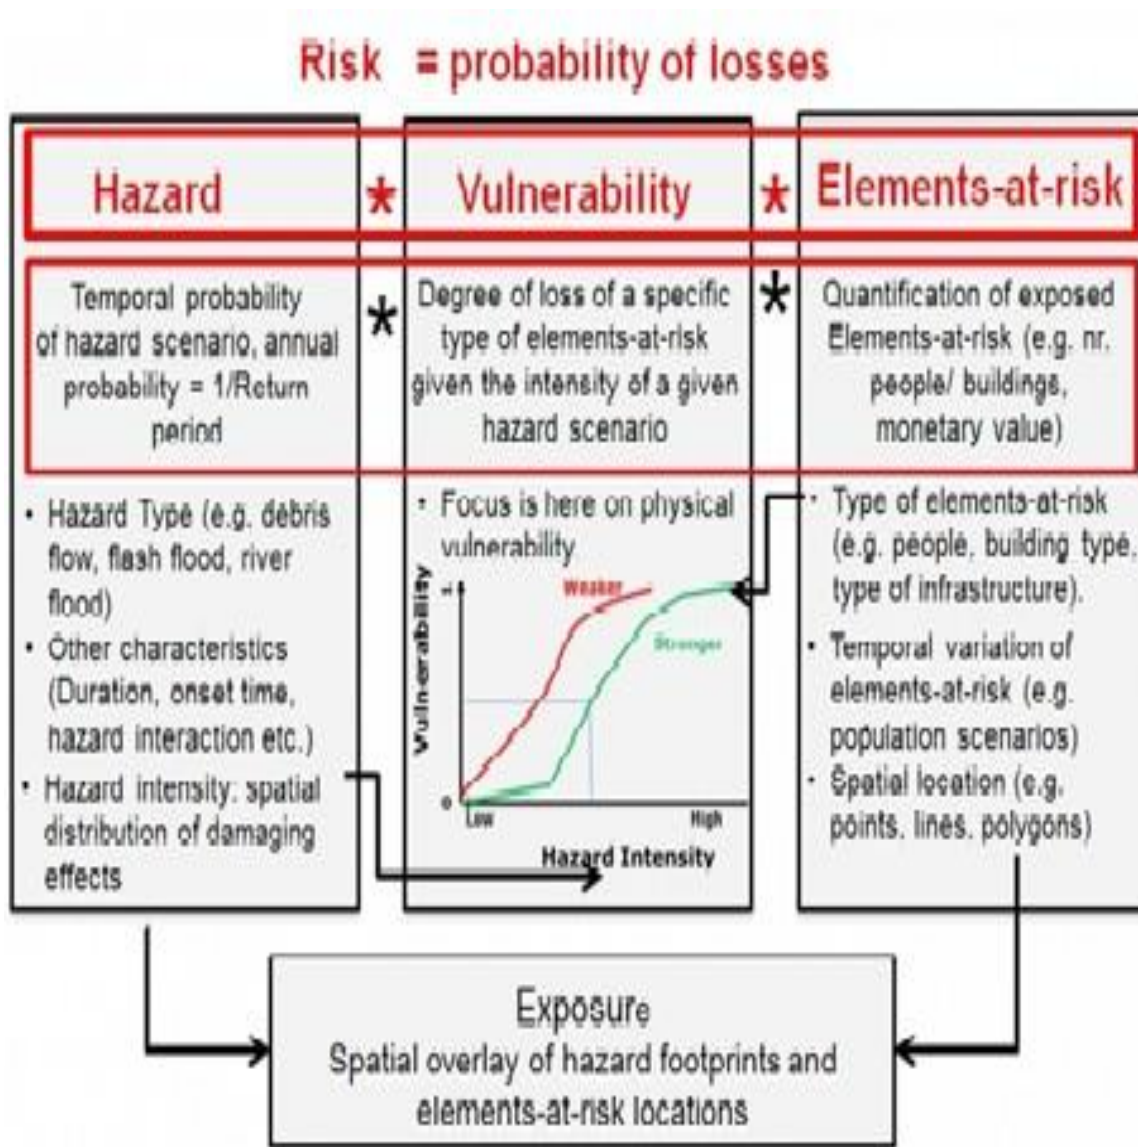 Risk = probability of losses
Hazard * Vulnerability * Elements-at-risk
Temporal probability
of hazard scenario, annual
probability = 1/Return
period
*
Degree of loss of a specific
type of elements-at-risk
given the intensity of a given
hazard scenario
*
Quantification of exposed
Elements-at-risk (e.g. nr.
people/ buildings,
monetary value)
• Hazard Type (e.g. debris
flow, flash flood, river
flood)
• Other characteristics
(Duration, onset time,
hazard interaction etc.)
• Hazard intensity: spatial
distribution of damaging
effects
• Focus is here on physical
vulnerability
Vulnerability
1
Weaker
Stronger
0
Low
High
Hazard Intensity
• Type of elements-at-risk
(e.g. people, building type,
type of infrastructure).
• Temporal variation of
elements-at-risk (e.g.
population scenarios)
• Spatial location (e.g.
points, lines, polygons)
Exposure
Spatial overlay of hazard footprints and
elements-at-risk locations